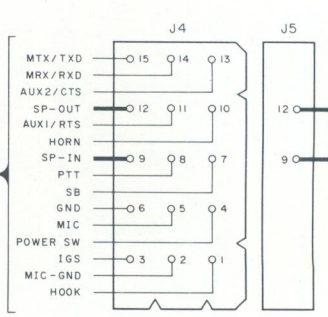 J4 J5
MTX/TXD 15 14 13
MRX/RXD
AUX2/CTS
SP-OUT 12 11 10 12
AUX1/RTS
HORN
SP-IN 9 8 7 9
PTT
SB
GND 6 5 4
MIC
POWER SW
IGS 3 2 1
MIC-GND
HOOK